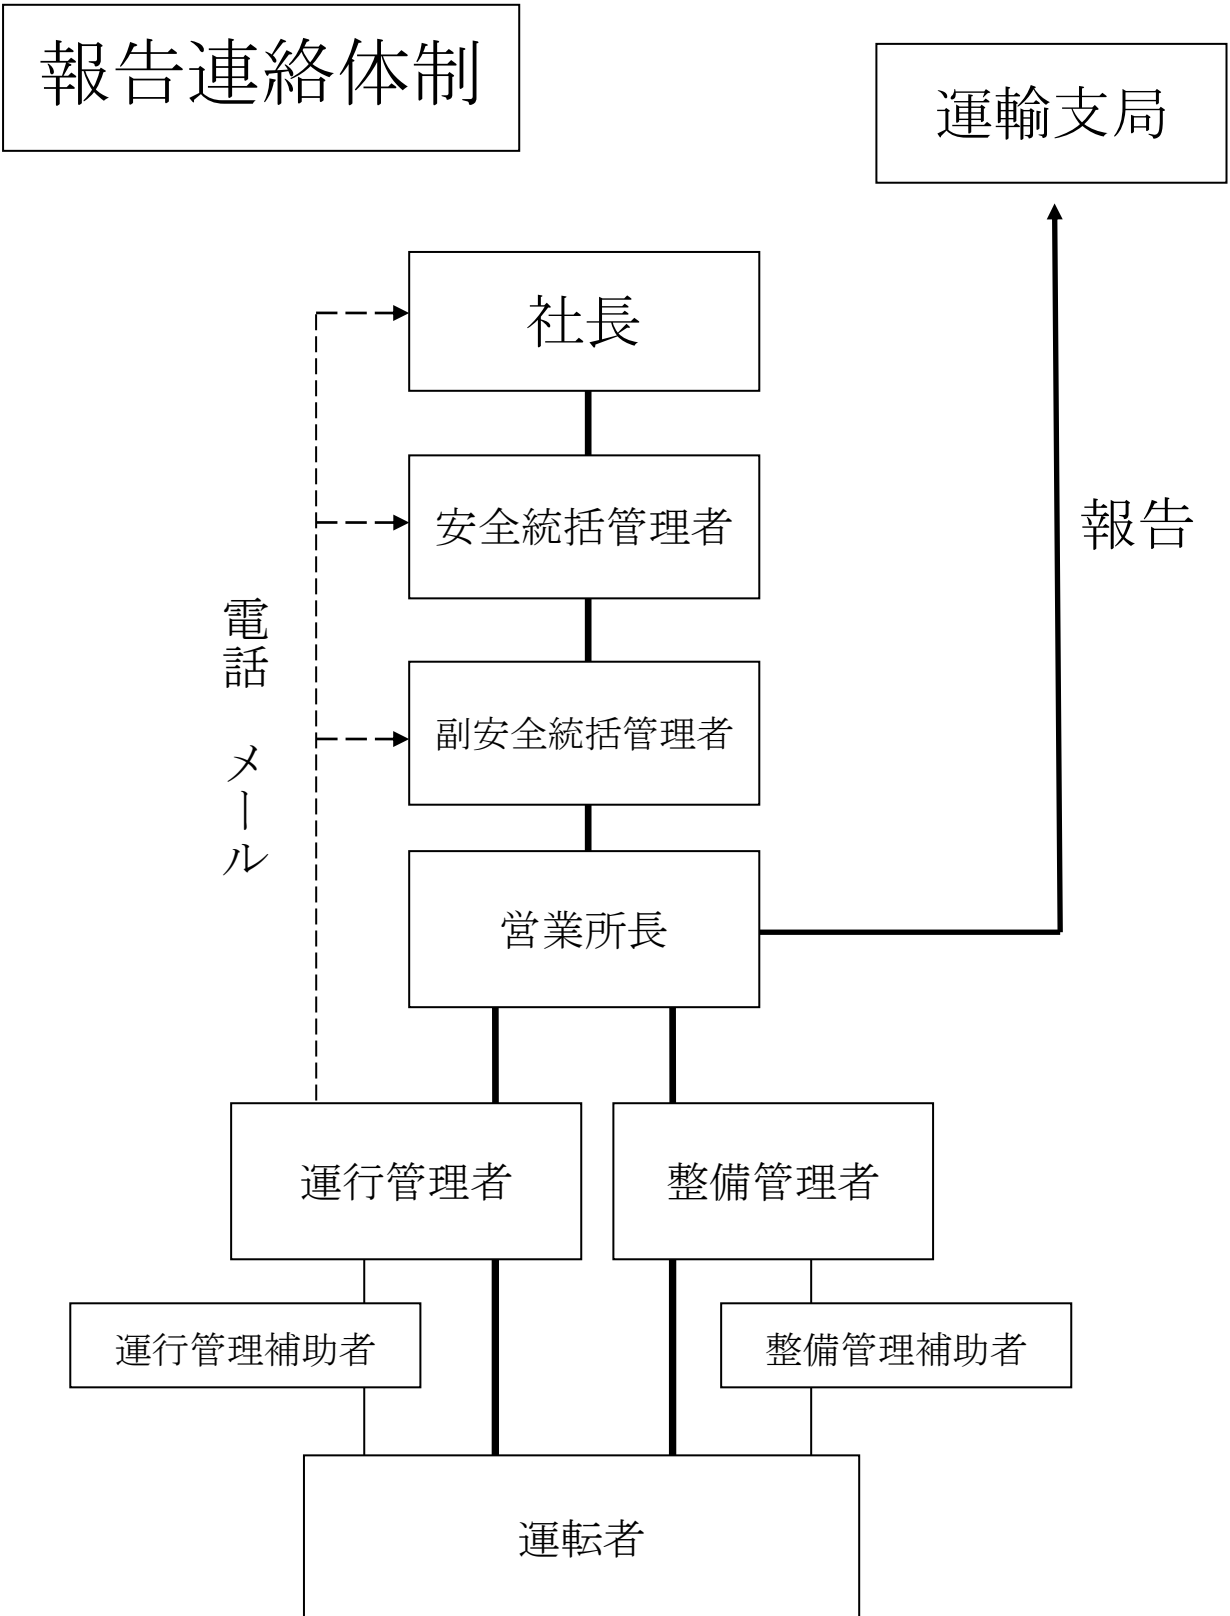 報告連絡体制
運輸支局
社長
安全統括管理者
報告
電話　メール
副安全統括管理者
営業所長
運行管理者
整備管理者
運行管理補助者
整備管理補助者
運転者